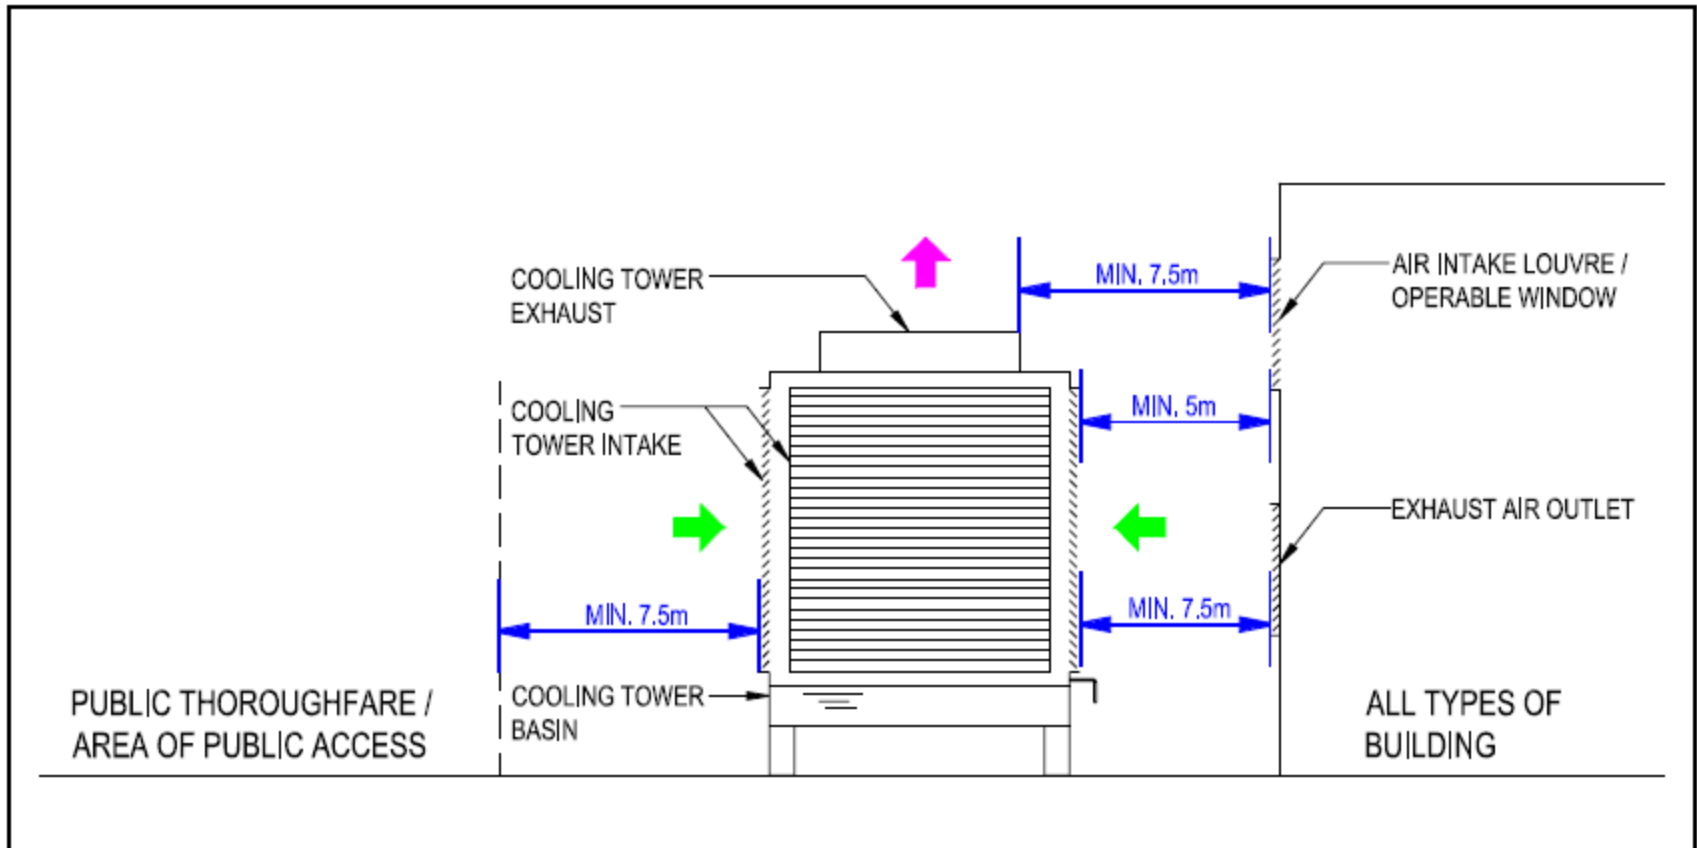 COOLING TOWER
EXHAUST
MIN. 7.5m
AIR INTAKE LOUVRE /
OPERABLE WINDOW
COOLING
TOWER INTAKE
MIN. 5m
EXHAUST AIR OUTLET
MIN. 7.5m
MIN. 7.5m
COOLING TOWER
BASIN
PUBLIC THOROUGHFARE /
AREA OF PUBLIC ACCESS
ALL TYPES OF
BUILDING